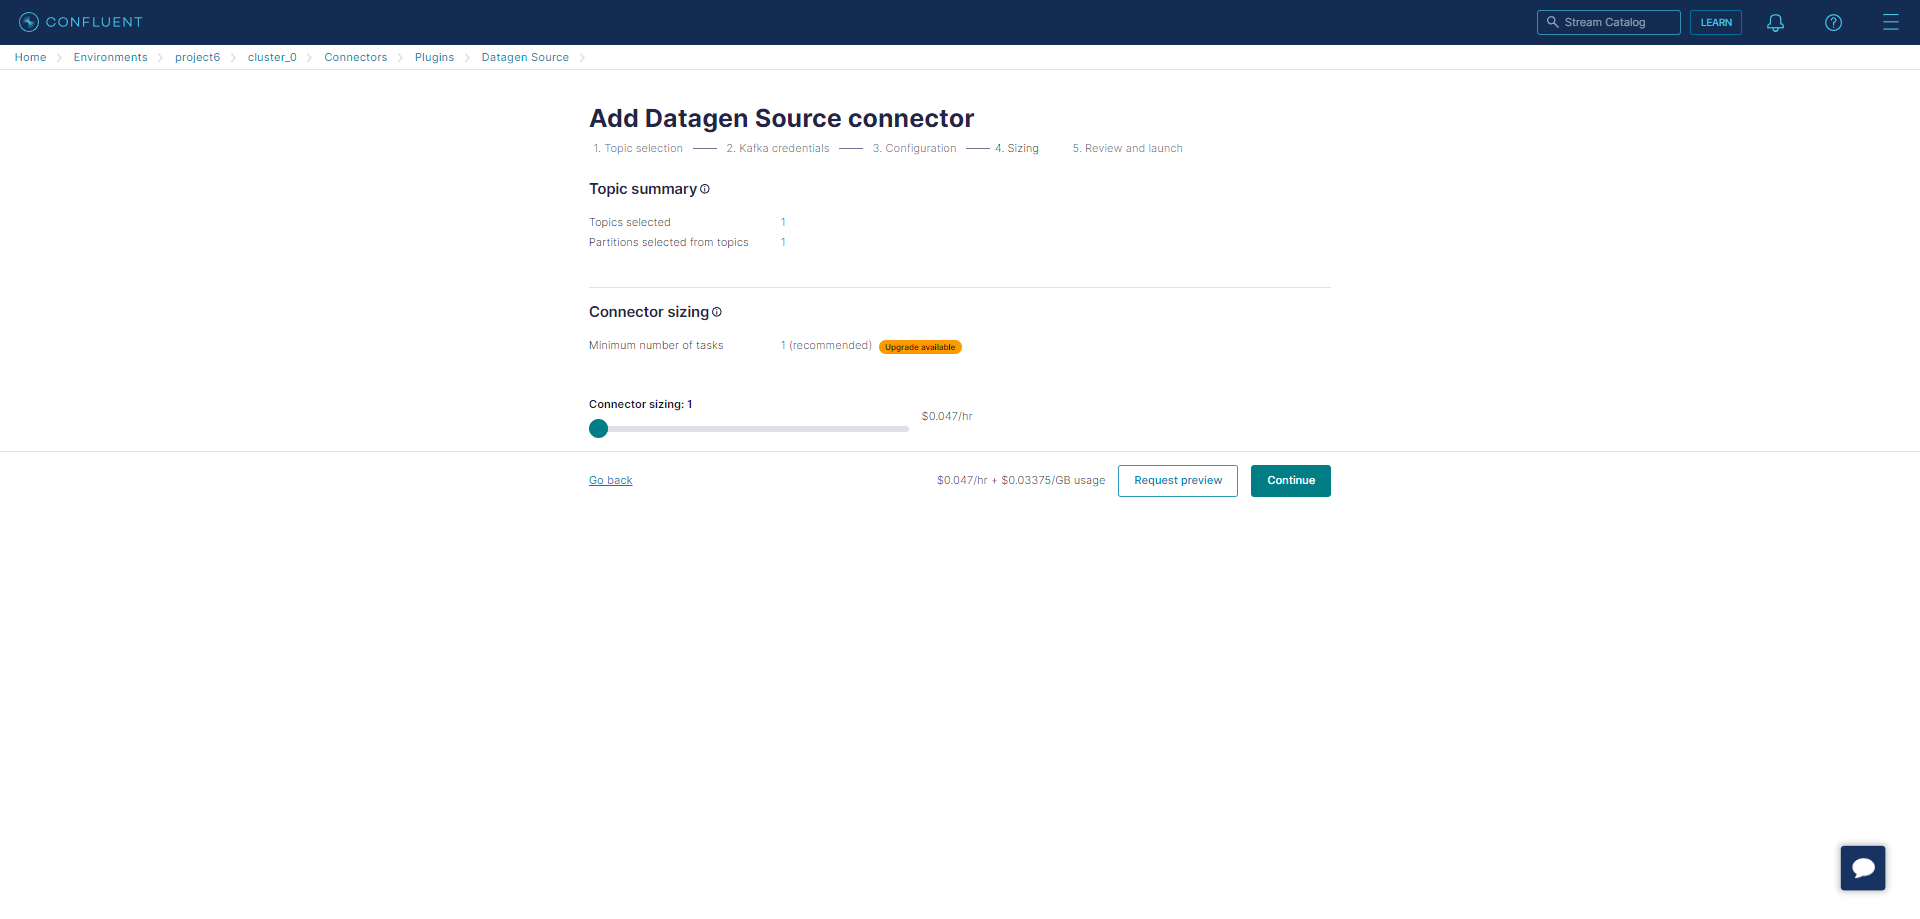 CONFLUENT
Stream Catalog
LEARN
Home
Environments
project6
cluster_0
Connectors
Plugins
Datagen Source
Add Datagen Source connector
1. Topic selection
2. Kafka credentials
3. Configuration
4. Sizing
5. Review and launch
Topic summary
Topics selected 1
Partitions selected from topics 1
Connector sizing
Minimum number of tasks 1 (recommended) Upgrade available
Connector sizing: 1
$0.047/hr
Go back
$0.047/hr + $0.03375/GB usage
Request preview
Continue